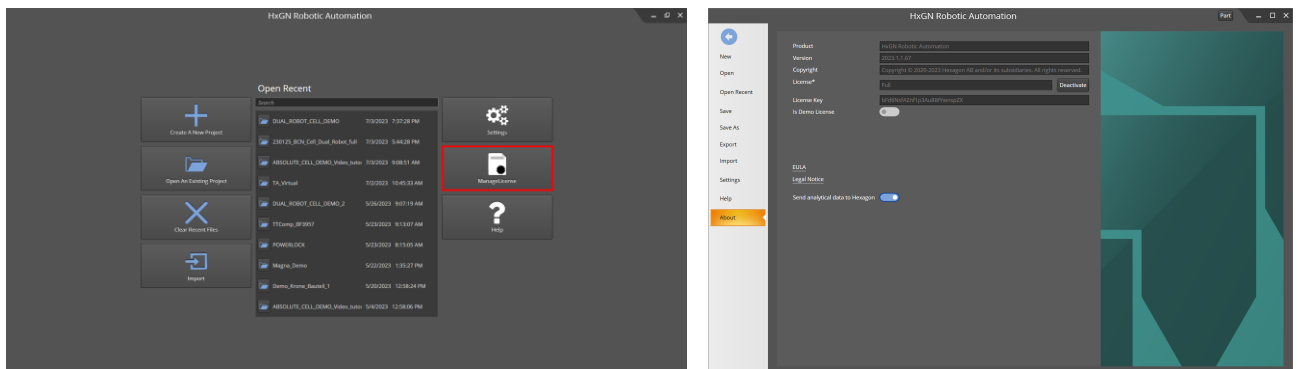 HxGN Robotic Automation
Open Recent
Search
Create A New Project
Open An Existing Project
Clear Recent Files
Import
DUAL_ROBOT_CELL_DEMO 7/3/2023 7:37:28 PM
230125_BCN_Cell_Dual_Robot_full 7/3/2023 5:44:28 PM
ABSOLUTE_CELL_DEMO_Video_tutor 7/3/2023 9:08:51 AM
TA_Virtual 7/3/2023 10:45:33 AM
DUAL_ROBOT_CELL_DEMO_2 5/26/2023 9:07:19 AM
TTComp_BF3957 5/23/2023 9:13:07 AM
POWERLOCK 5/23/2023 8:15:05 AM
Magna_Demo 5/22/2023 1:35:27 PM
Demo_Krone_Bauteil_1 5/20/2023 12:58:24 PM
ABSOLUTE_CELL_DEMO_Video_tutor 5/4/2023 12:58:06 PM
Settings
ManageLicense
Help
HxGN Robotic Automation
Part
New
Open
Open Recent
Save
Save As
Export
Import
Settings
Help
About
Product HxGN Robotic Automation
Version 2023.1.1.67
Copyright Copyright © 2020-2023 Hexagon AB and/or its subsidiaries. All rights reserved.
License* Full Deactivate
License Key
Is Demo License
EULA
Legal Notice
Send analytical data to Hexagon